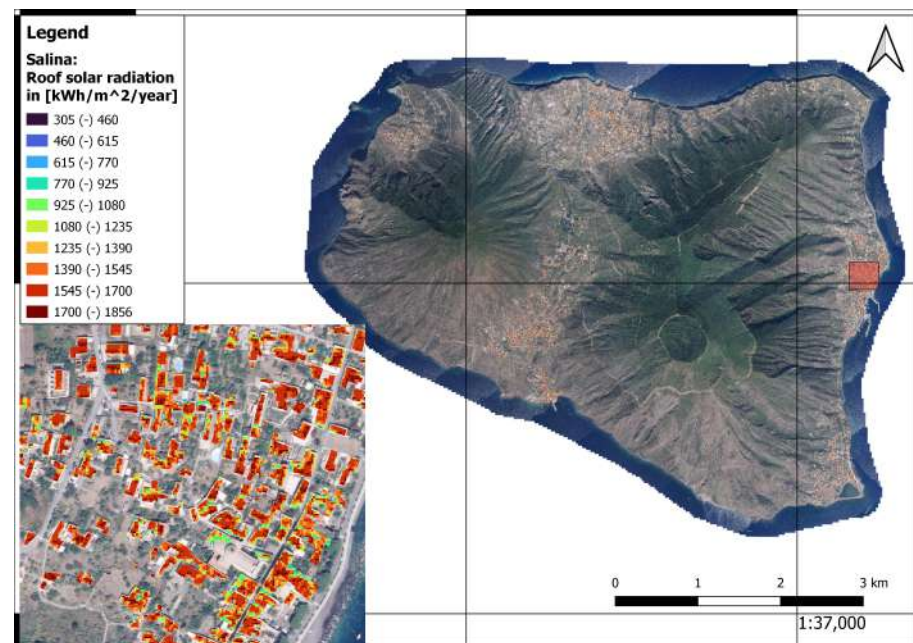 Legend
Salina:
Roof solar radiation
in [kWh/m^2/year]
305 (-) 460
460 (-) 615
615 (-) 770
770 (-) 925
925 (-) 1080
1080 (-) 1235
1235 (-) 1390
1390 (-) 1545
1545 (-) 1700
1700 (-) 1856
0 1 2 3 km
1:37,000